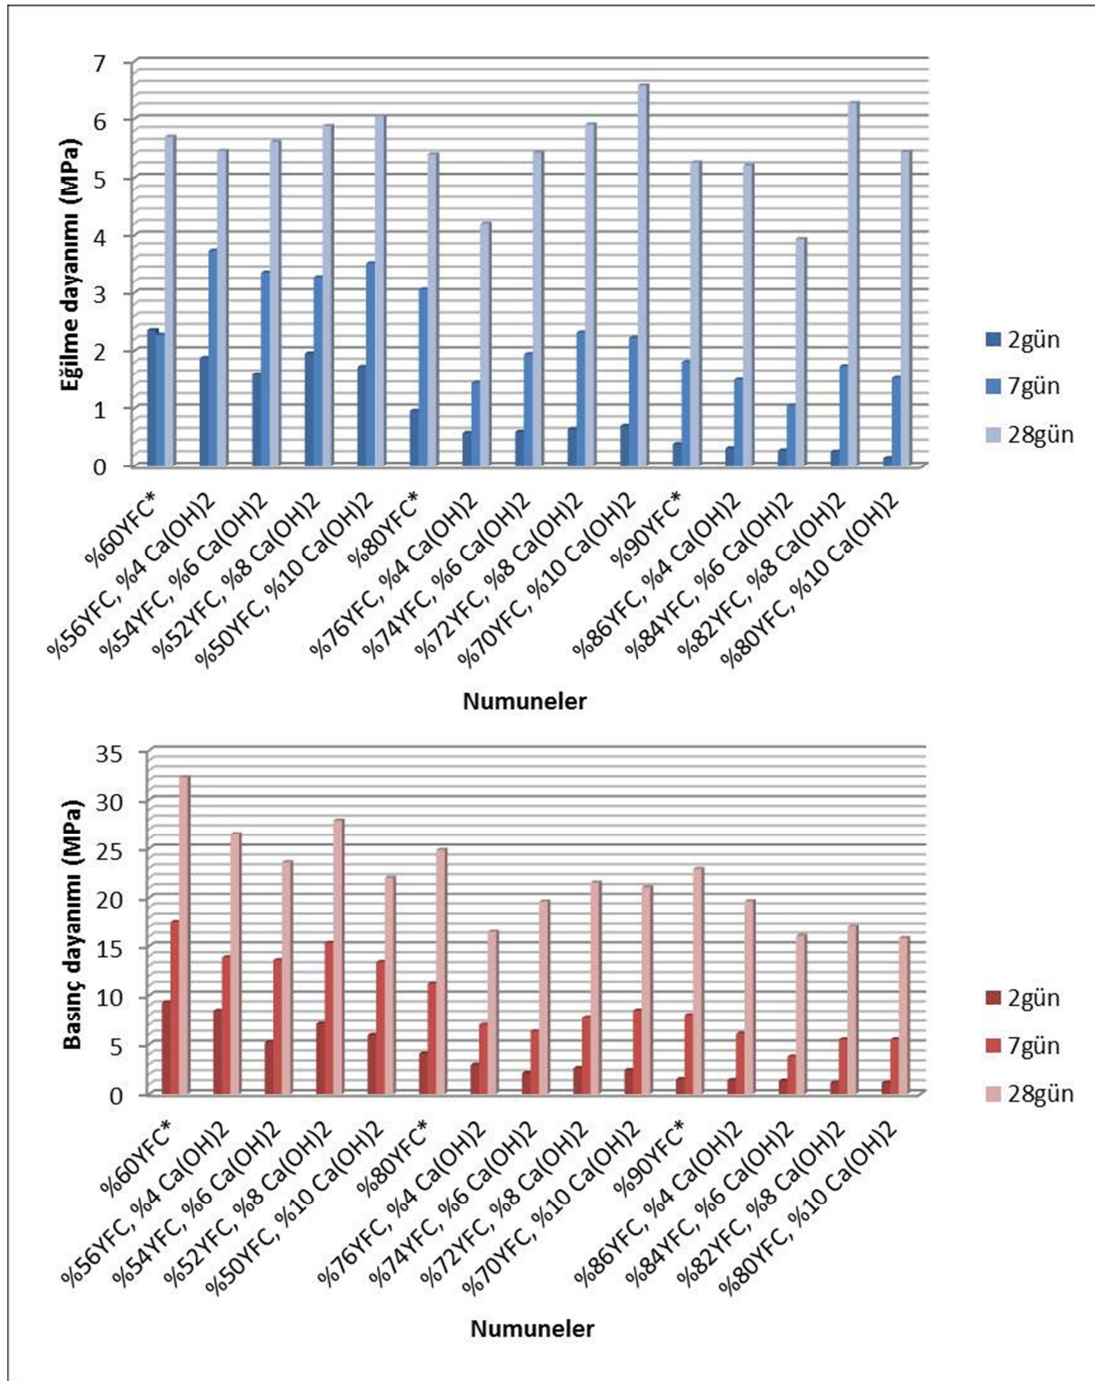 Eğilme dayanımı (MPa)
7
6
5
4
3
2
1
0
2gün
7gün
28gün
%60YFC*
%56YFC, %4 Ca(OH)2
%54YFC, %6 Ca(OH)2
%52YFC, %8 Ca(OH)2
%50YFC, %10 Ca(OH)2
%80YFC*
%76YFC, %4 Ca(OH)2
%74YFC, %6 Ca(OH)2
%72YFC, %8 Ca(OH)2
%70YFC, %10 Ca(OH)2
%90YFC*
%86YFC, %4 Ca(OH)2
%84YFC, %6 Ca(OH)2
%82YFC, %8 Ca(OH)2
%80YFC, %10 Ca(OH)2
Numuneler
Basınç dayanımı (MPa)
35
30
25
20
15
10
5
0
2gün
7gün
28gün
%60YFC*
%56YFC, %4 Ca(OH)2
%54YFC, %6 Ca(OH)2
%52YFC, %8 Ca(OH)2
%50YFC, %10 Ca(OH)2
%80YFC*
%76YFC, %4 Ca(OH)2
%74YFC, %6 Ca(OH)2
%72YFC, %8 Ca(OH)2
%70YFC, %10 Ca(OH)2
%90YFC*
%86YFC, %4 Ca(OH)2
%84YFC, %6 Ca(OH)2
%82YFC, %8 Ca(OH)2
%80YFC, %10 Ca(OH)2
Numuneler